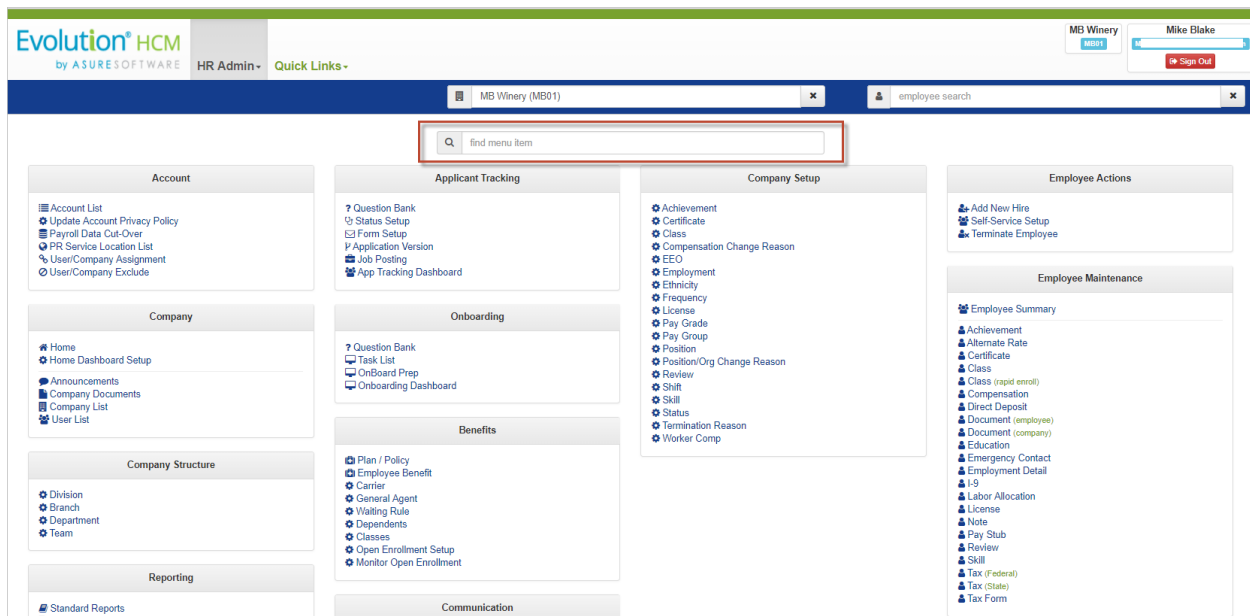 Evolution® HCM
by ASURESOFTWARE
HR Admin
Quick Links
MB Winery
MB01
Mike Blake
Sign Out
MB Winery (MB01)
employee search
find menu item
Account
Account List
Update Account Privacy Policy
Payroll Data Cut-Over
PR Service Location List
User/Company Assignment
User/Company Exclude
Company
Home
Home Dashboard Setup
Announcements
Company Documents
Company List
User List
Company Structure
Division
Branch
Department
Team
Reporting
Standard Reports
Applicant Tracking
Question Bank
Status Setup
Form Setup
Application Version
Job Posting
App Tracking Dashboard
Onboarding
Question Bank
Task List
OnBoard Prep
Onboarding Dashboard
Benefits
Plan / Policy
Employee Benefit
Carrier
General Agent
Waiting Rule
Dependents
Classes
Open Enrollment Setup
Monitor Open Enrollment
Communication
Company Setup
Achievement
Certificate
Class
Compensation Change Reason
EEO
Employment
Ethnicity
Frequency
License
Pay Grade
Pay Group
Position
Position/Org Change Reason
Review
Shift
Skill
Status
Termination Reason
Worker Comp
Employee Actions
Add New Hire
Self-Service Setup
Terminate Employee
Employee Maintenance
Employee Summary
Achievement
Alternate Rate
Certificate
Class
Class (rapid enroll)
Compensation
Direct Deposit
Document (employee)
Document (company)
Education
Emergency Contact
Employment Detail
I-9
Labor Allocation
License
Note
Pay Stub
Review
Skill
Tax (Federal)
Tax (State)
Tax Form